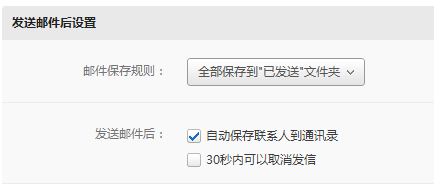 发送邮件后设置
邮件保存规则： 全部保存到"已发送"文件夹
发送邮件后： 自动保存联系人到通讯录
30秒内可以取消发信